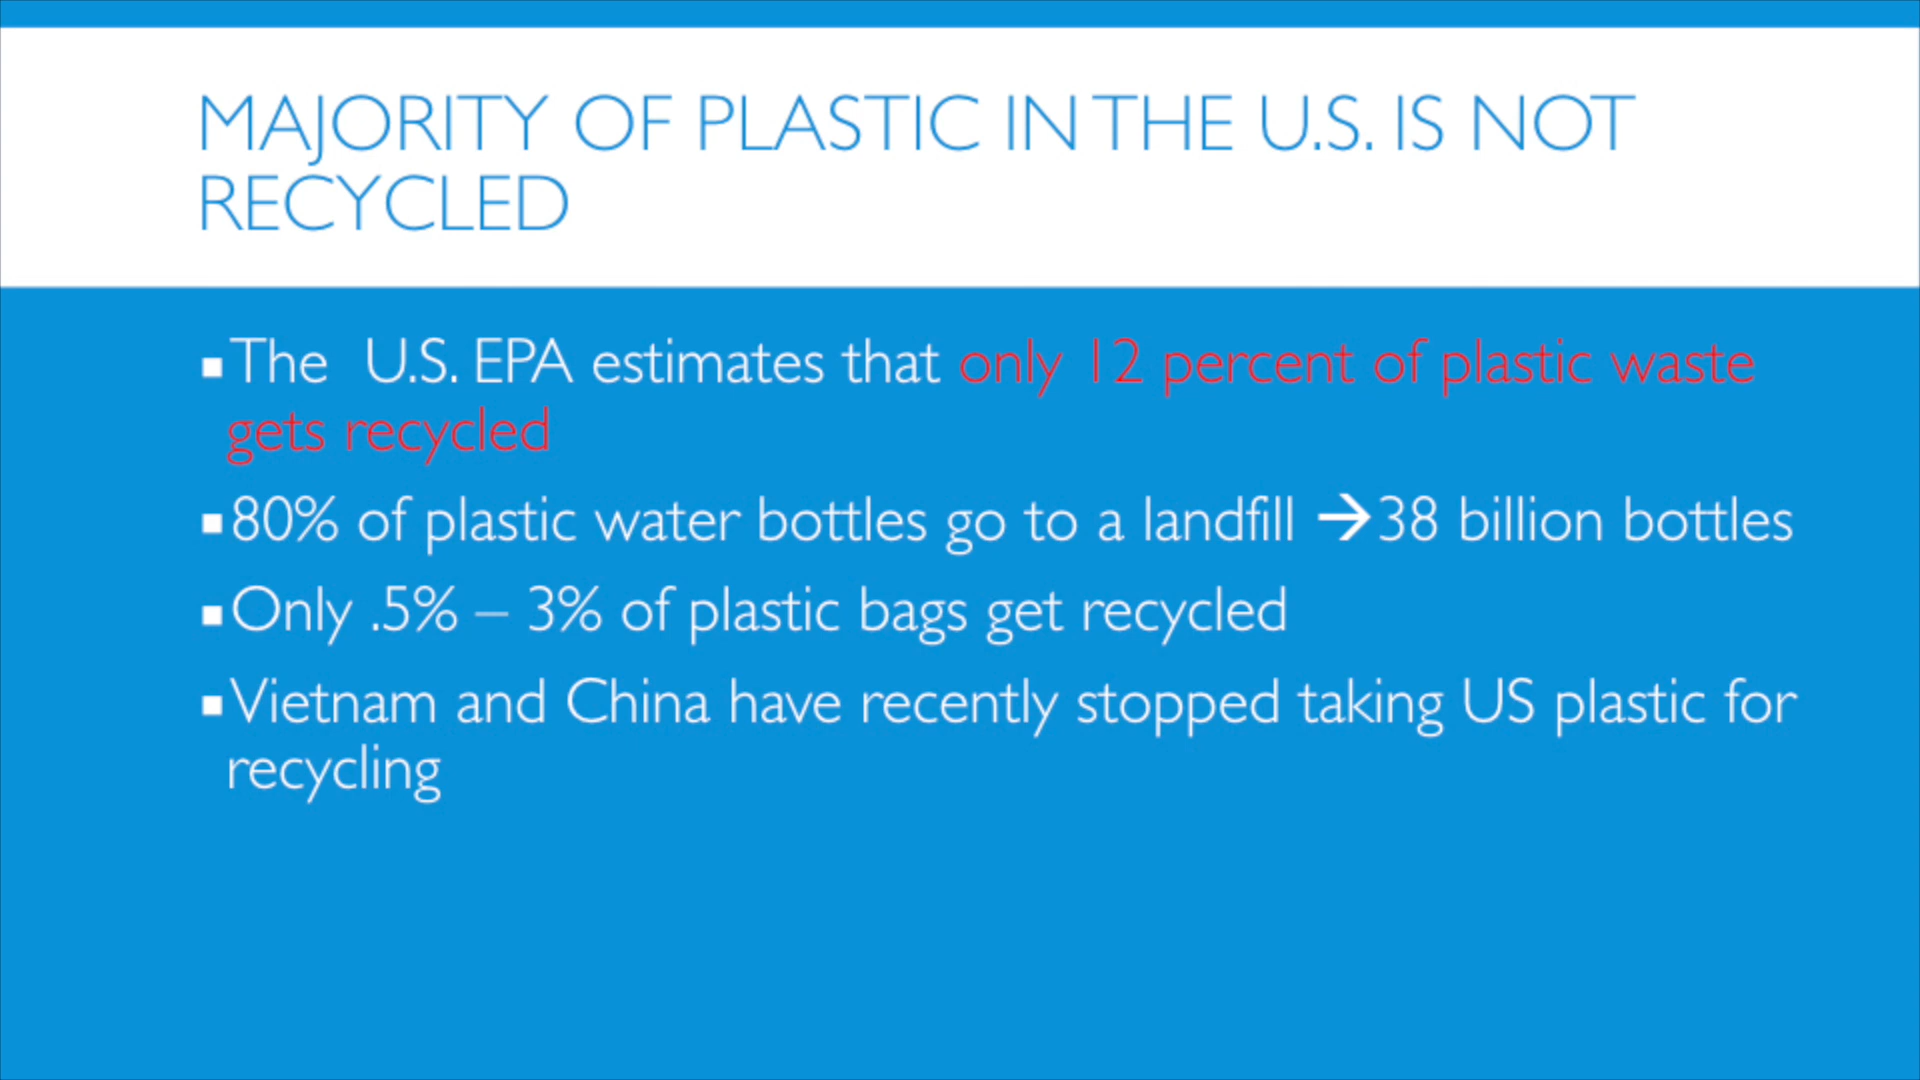 MAJORITY OF PLASTIC IN THE U.S. IS NOT
RECYCLED
▪The  U.S. EPA estimates that only 12 percent of plastic waste
gets recycled
▪80% of plastic water bottles go to a landfill →38 billion bottles
▪Only .5% – 3% of plastic bags get recycled
▪Vietnam and China have recently stopped taking US plastic for
recycling